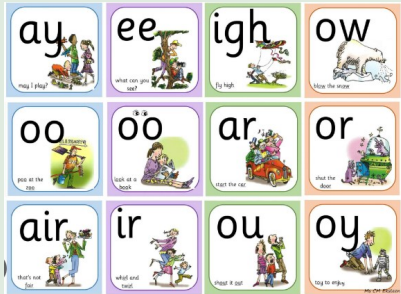 ay
may I play?
ee
what can you
see?
igh
fly high
ow
blow the snow
oo
poo at the
zoo
oo
look at a
book
ar
start the car
or
shut the
door
air
that's not
fair
ir
whirl and
twirl
ou
shout it out
oy
toy to enjoy